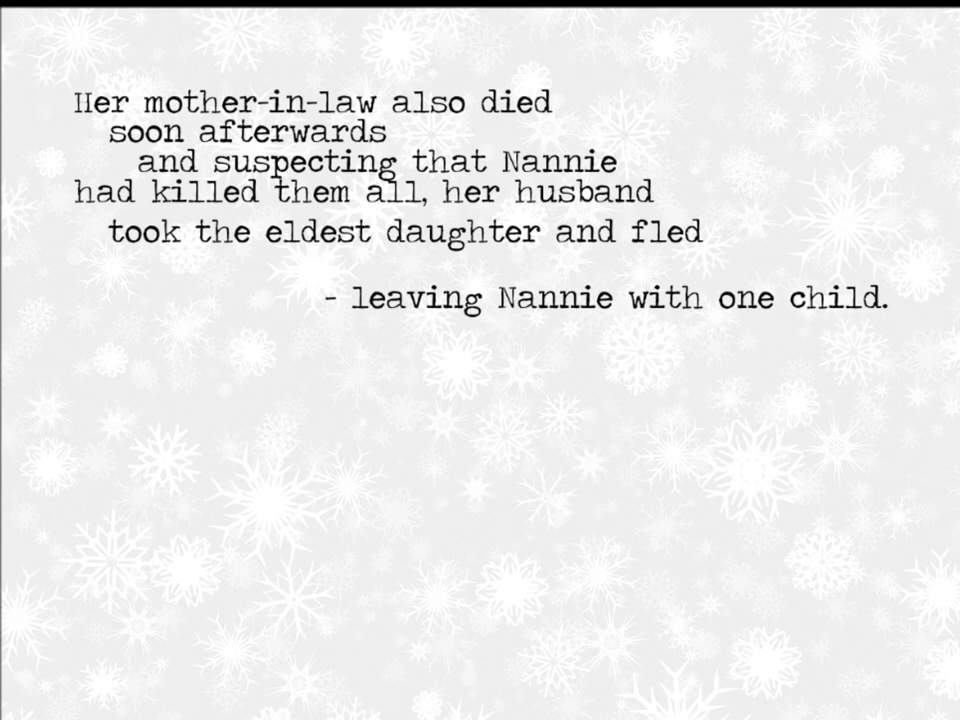 Her mother-in-law also died
soon afterwards
and suspecting that Nannie
had killed them all, her husband
took the eldest daughter and fled
- leaving Nannie with one child.